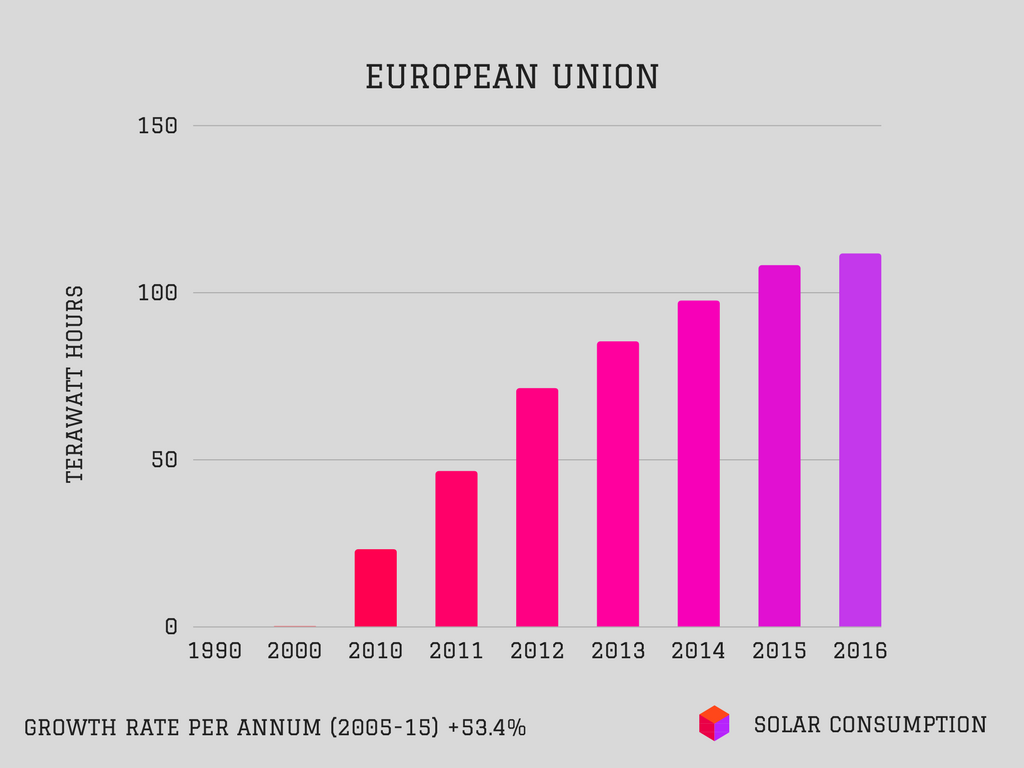 EUROPEAN UNION
150
100
50
0
TERAWATT HOURS
1990 2000 2010 2011 2012 2013 2014 2015 2016
GROWTH RATE PER ANNUM (2005-15) +53.4%
SOLAR CONSUMPTION